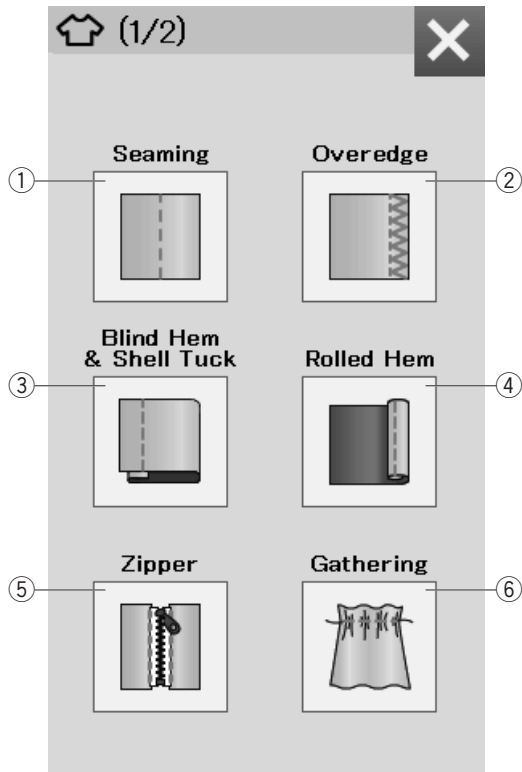 (1/2)
Seaming
Overedge
① ②
Blind Hem
& Shell Tuck
Rolled Hem
③ ④
Zipper
Gathering
⑤ ⑥